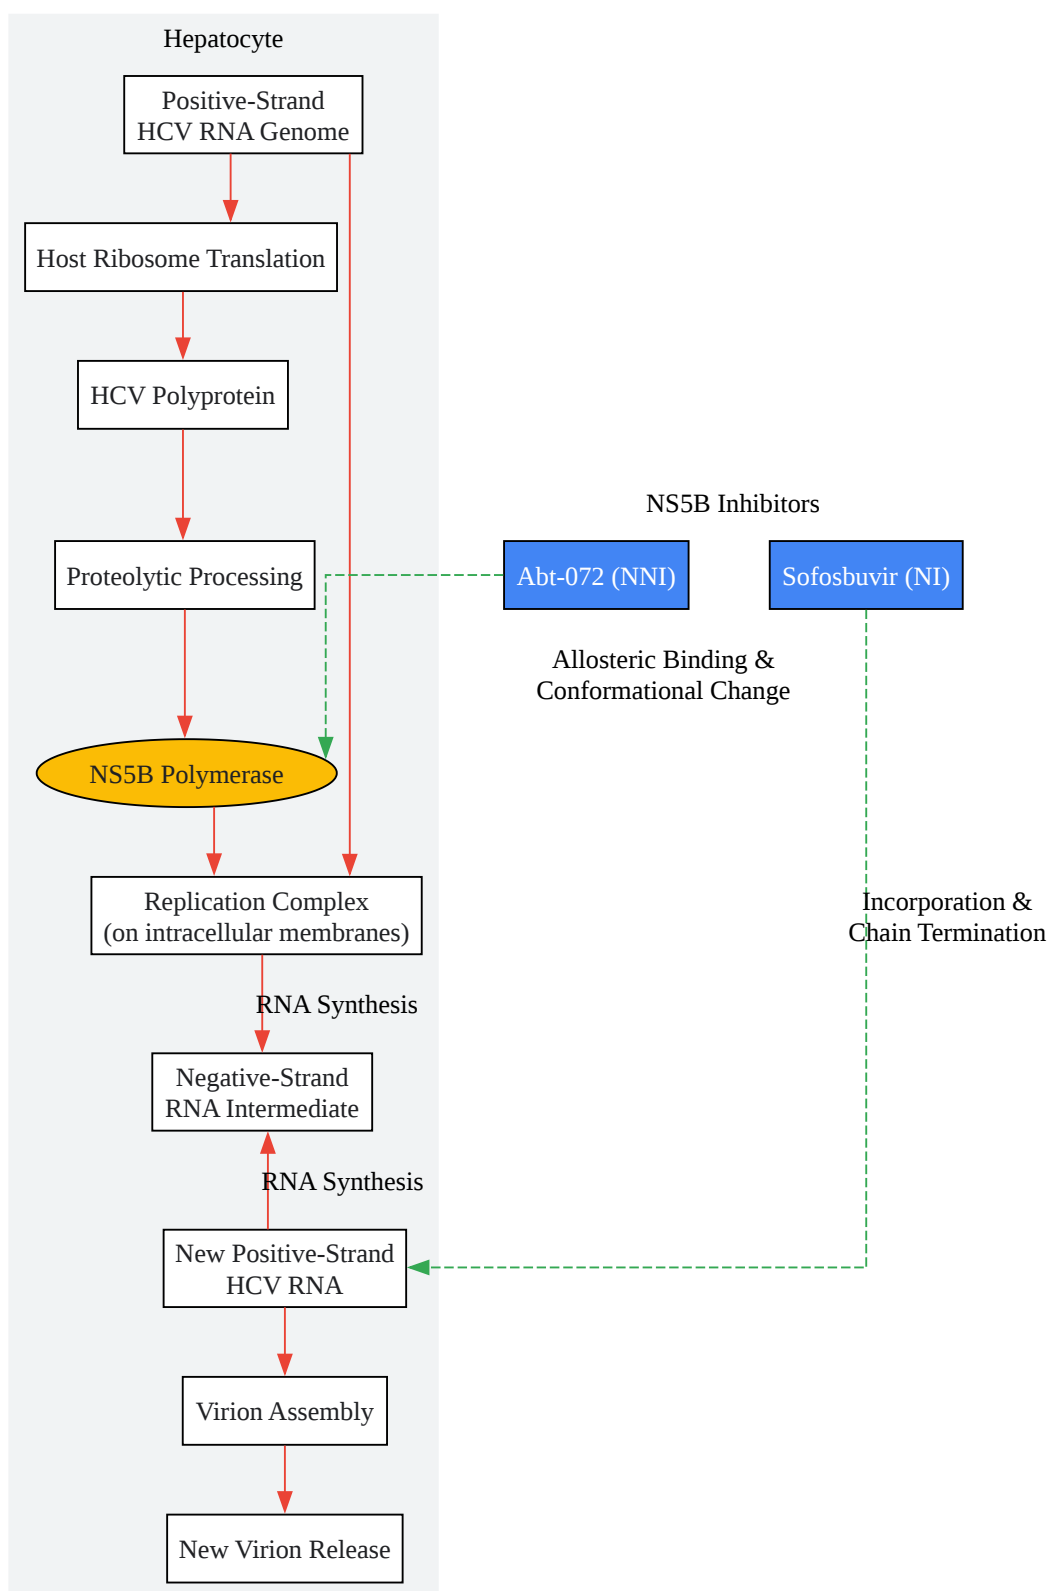 Hepatocyte
Positive-Strand
HCV RNA Genome
Host Ribosome Translation
HCV Polyprotein
NS5B Inhibitors
Proteolytic Processing
Abt-072 (NNI)
Sofosbuvir (NI)
Allosteric Binding &
Conformational Change
NS5B Polymerase
Replication Complex
(on intracellular membranes)
Incorporation &
Chain Termination
RNA Synthesis
Negative-Strand
RNA Intermediate
RNA Synthesis
New Positive-Strand
HCV RNA
Virion Assembly
New Virion Release